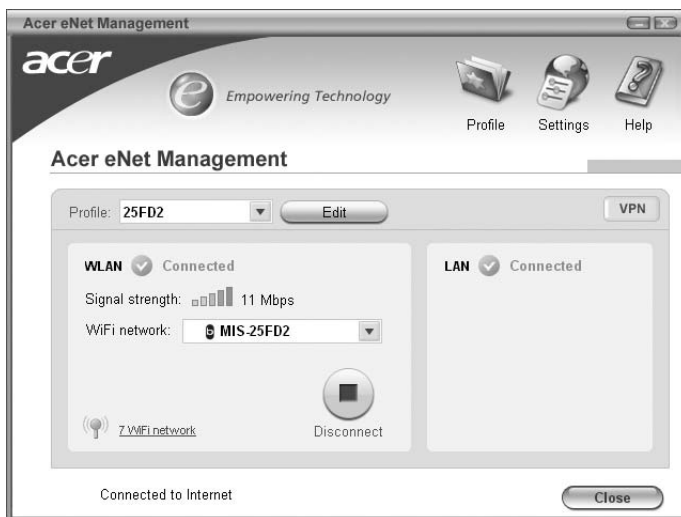 Acer eNet Management
acer
e Empowering Technology
Profile Settings Help
Acer eNet Management
Profile: 25FD2 Edit VPN
WLAN Connected
Signal strength: 11 Mbps
WiFi network: b MIS-25FD2
7 WiFi network
Disconnect
LAN Connected
Connected to Internet
Close